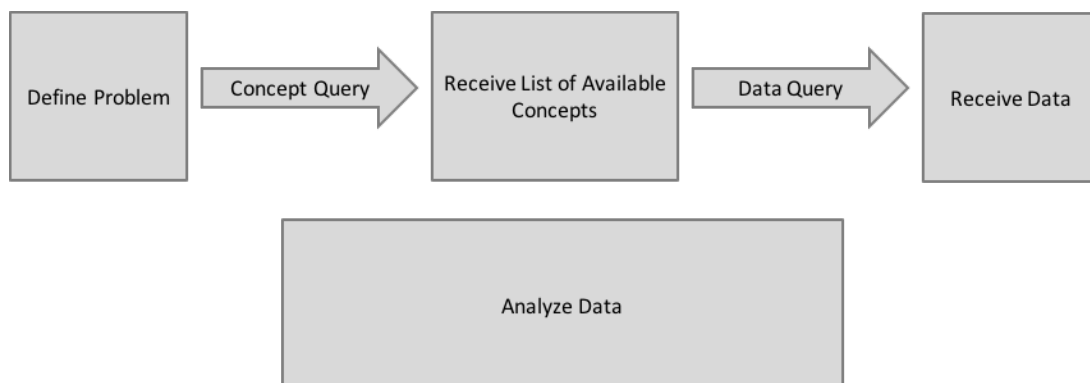 Define Problem
Concept Query
Receive List of Available
Concepts
Data Query
Receive Data
Analyze Data